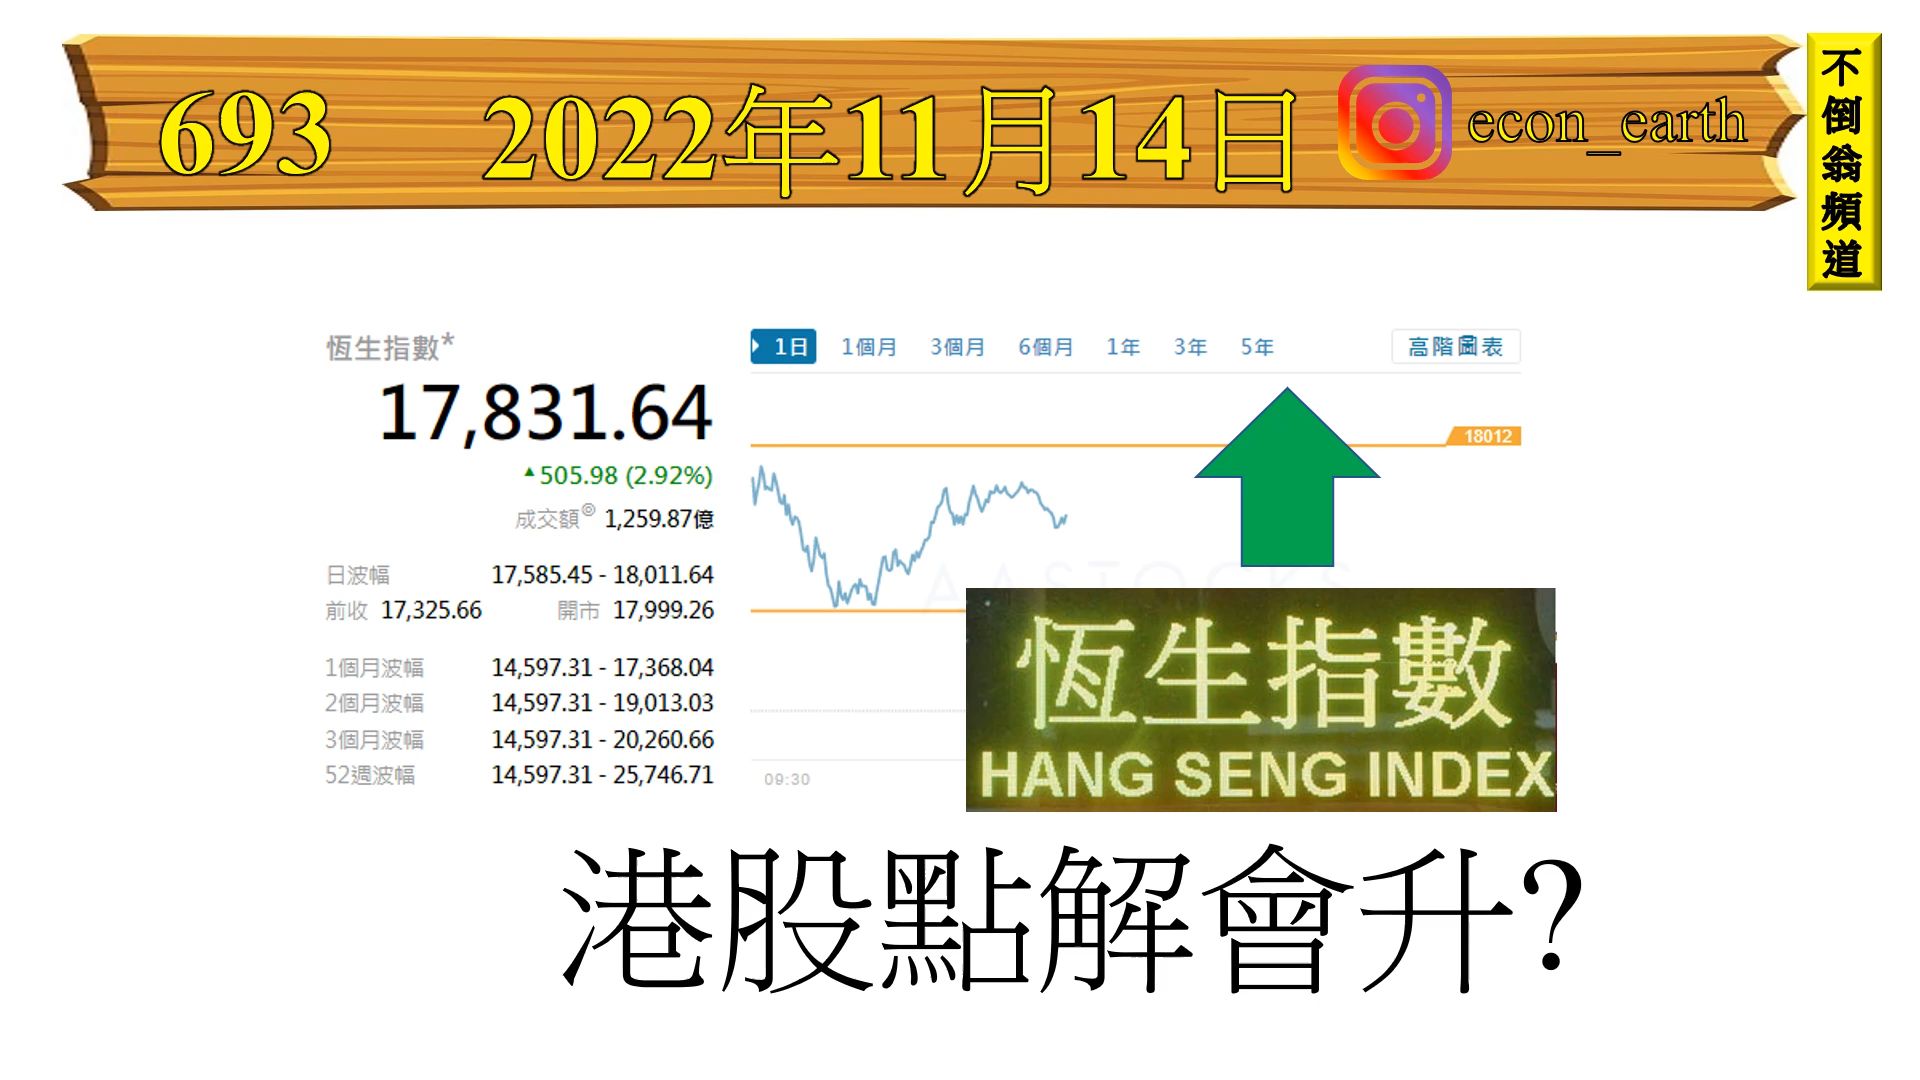 693 2022年11月14日 econ_earth
不倒翁頻道
恆生指數*
17,831.64
▲505.98 (2.92%)
成交額◎ 1,259.87億
日波幅 17,585.45 - 18,011.64
前收 17,325.66 開市 17,999.26
1個月波幅 14,597.31 - 17,368.04
2個月波幅 14,597.31 - 19,013.03
3個月波幅 14,597.31 - 20,260.66
52週波幅 14,597.31 - 25,746.71
1日 1個月 3個月 6個月 1年 3年 5年 高階圖表
18012
AASTOCKS
09:30
恆生指數
HANG SENG INDEX
港股點解會升?